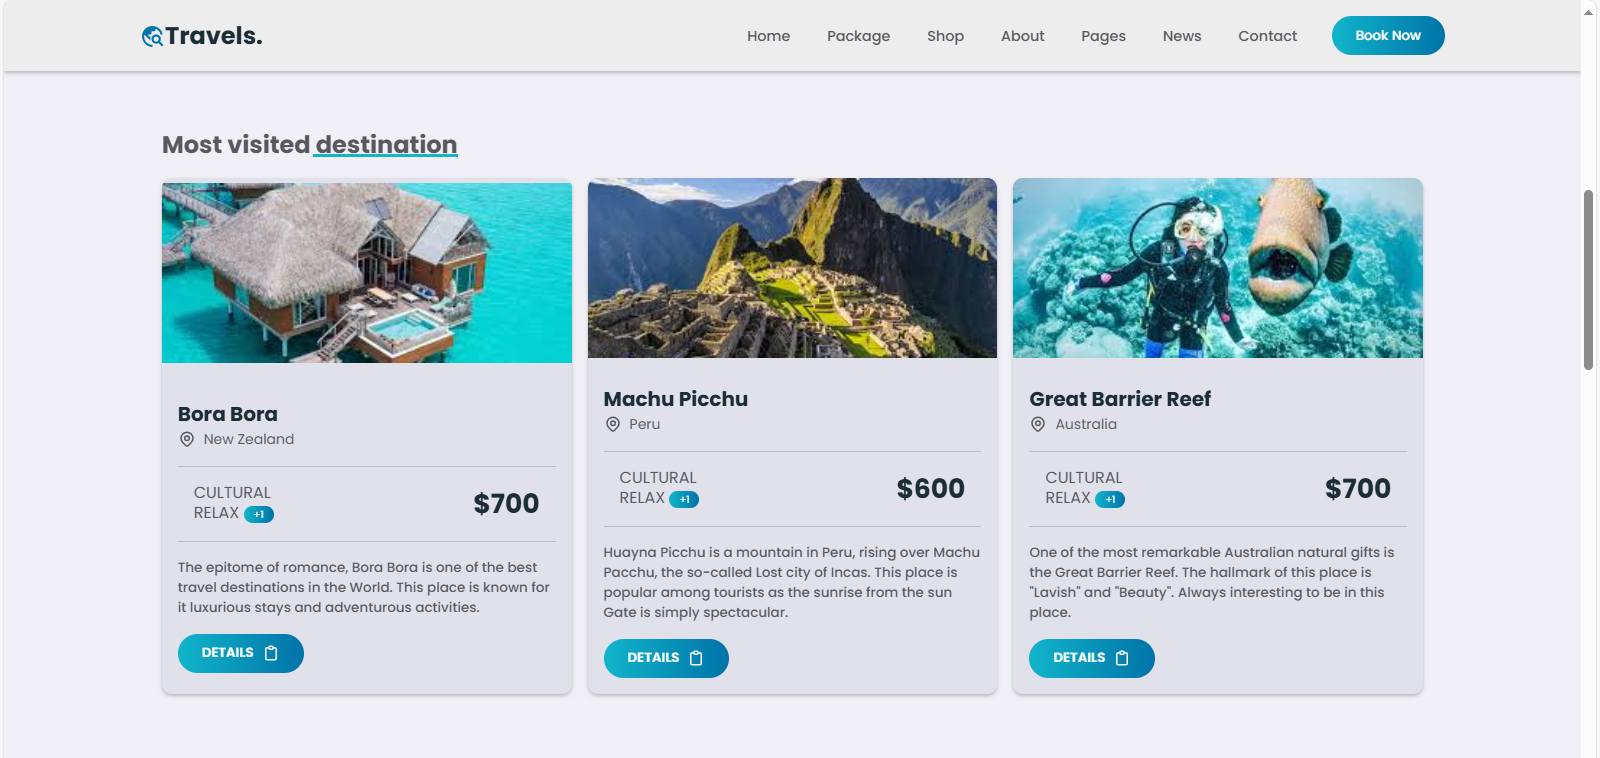 Travels.
Home Package Shop About Pages News Contact Book Now
Most visited destination
Bora Bora
New Zealand
CULTURAL
RELAX +1
$700
The epitome of romance, Bora Bora is one of the best
travel destinations in the World. This place is known for
it luxurious stays and adventurous activities.
DETAILS
Machu Picchu
Peru
CULTURAL
RELAX +1
$600
Huayna Picchu is a mountain in Peru, rising over Machu
Pacchu, the so-called Lost city of Incas. This place is
popular among tourists as the sunrise from the sun
Gate is simply spectacular.
DETAILS
Great Barrier Reef
Australia
CULTURAL
RELAX +1
$700
One of the most remarkable Australian natural gifts is
the Great Barrier Reef. The hallmark of this place is
"Lavish" and "Beauty". Always interesting to be in this
place.
DETAILS